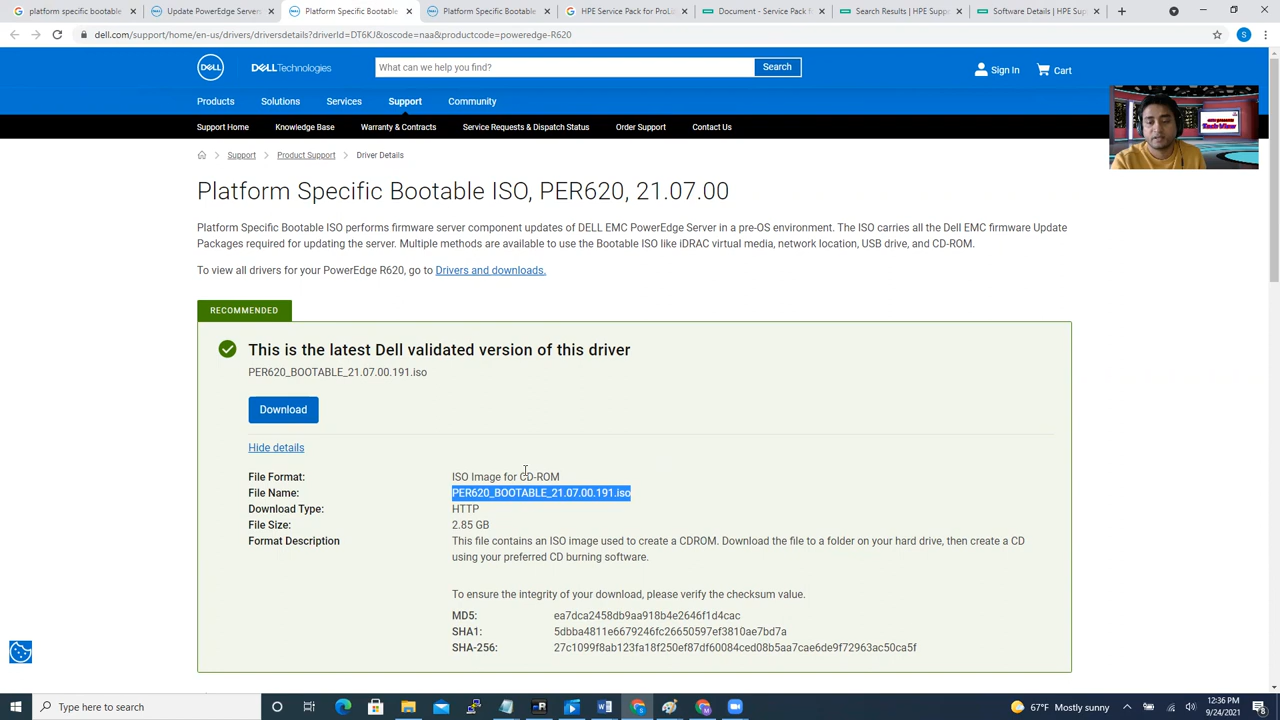 platform specific bootable
Update PowerEdge Servers
Platform Specific Bootable
Platform Specific Bootable
HPE Service Pack for ProLi
Document - Service Pack fo
Search Results | HPE Suppo
Software Details | HPE Sup
dell.com/support/home/en-us/drivers/driversdetails?driverId=DT6KJ&oscode=naa&productcode=poweredge-R620
S
DELL
DELLTechnologies
What can we help you find?
Search
Sign In
Cart
Products
Solutions
Services
Support
Community
Support Home
Knowledge Base
Warranty & Contracts
Service Requests & Dispatch Status
Order Support
Contact Us
Tech View
Support
Product Support
Driver Details
Platform Specific Bootable ISO, PER620, 21.07.00
Platform Specific Bootable ISO performs firmware server component updates of DELL EMC PowerEdge Server in a pre-OS environment. The ISO carries all the Dell EMC firmware Update
Packages required for updating the server. Multiple methods are available to use the Bootable ISO like iDRAC virtual media, network location, USB drive, and CD-ROM.
To view all drivers for your PowerEdge R620, go to Drivers and downloads.
RECOMMENDED
This is the latest Dell validated version of this driver
PER620_BOOTABLE_21.07.00.191.iso
Download
Hide details
File Format: ISO Image for CD-ROM
File Name: PER620_BOOTABLE_21.07.00.191.iso
Download Type: HTTP
File Size: 2.85 GB
Format Description This file contains an ISO image used to create a CDROM. Download the file to a folder on your hard drive, then create a CD
using your preferred CD burning software.
To ensure the integrity of your download, please verify the checksum value.
MD5: ea7dca2458db9aa918b4e2646f1d4cac
SHA1: 5dbba4811e6679246fc26650597ef3810ae7bd7a
SHA-256: 27c1099f8ab123fa18f250ef87df60084ced08b5aa7cae6de9f72963ac50ca5f
Type here to search
67°F Mostly sunny
12:36 PM
9/24/2021